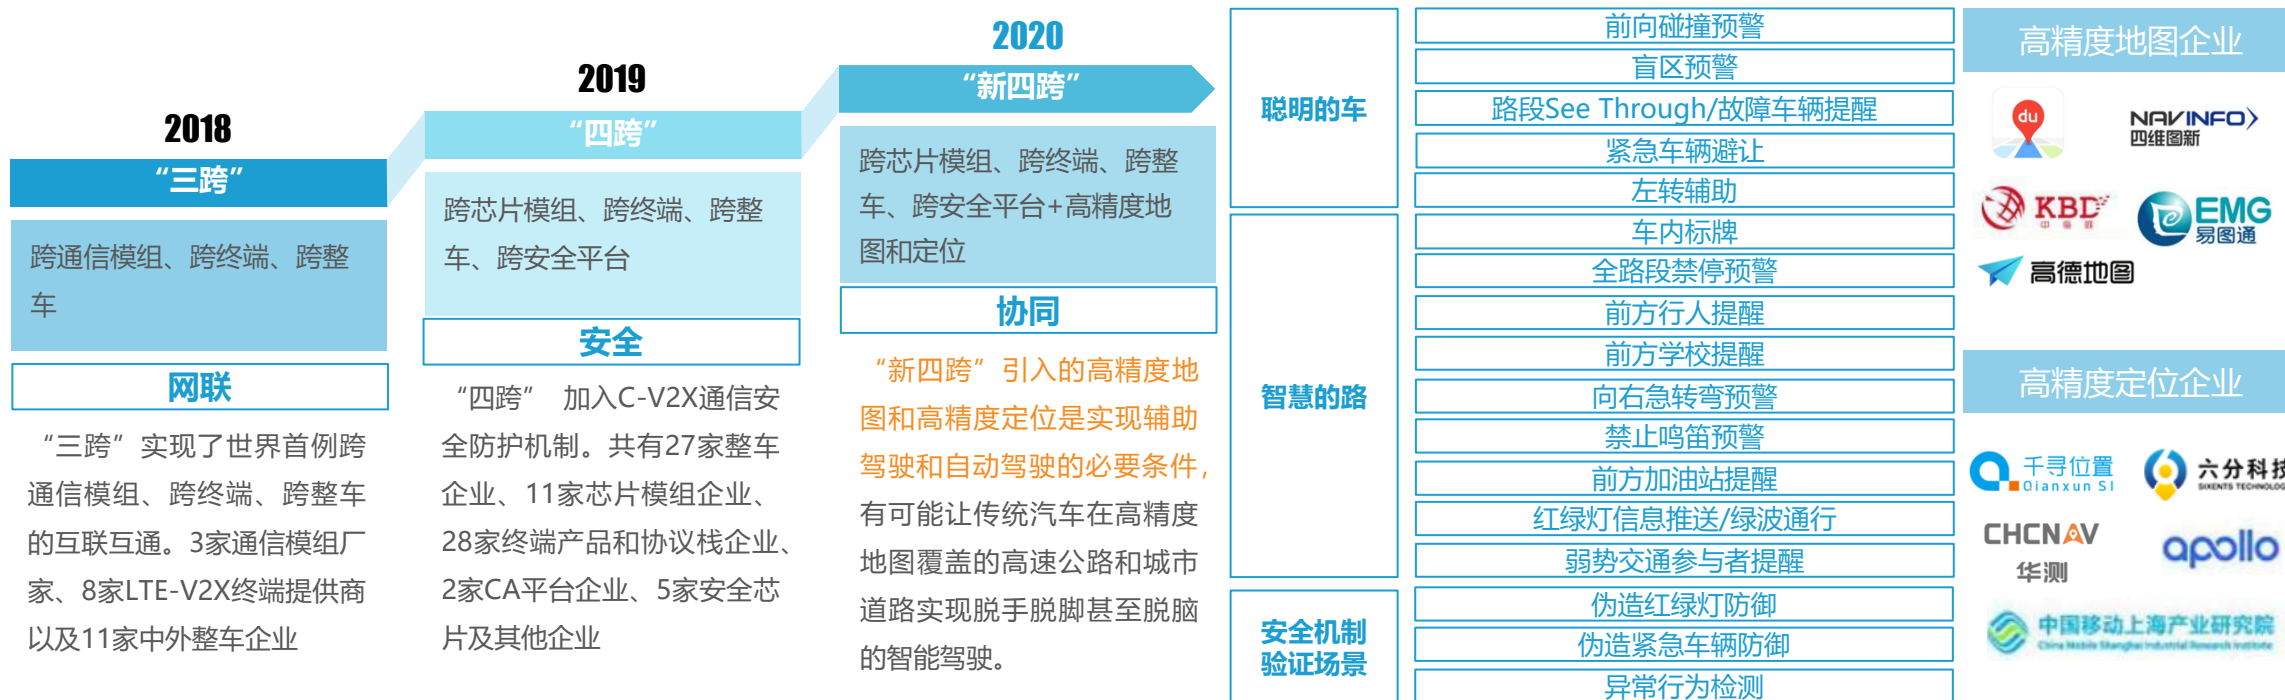 2018
“三跨”
跨通信模组、跨终端、跨整
车
网联
“三跨”实现了世界首例跨
通信模组、跨终端、跨整车
的互联互通。3家通信模组厂
家、8家LTE-V2X终端提供商
以及11家中外整车企业
2019
“四跨”
跨芯片模组、跨终端、跨整
车、跨安全平台
安全
“四跨” 加入C-V2X通信安
全防护机制。共有27家整车
企业、11家芯片模组企业、
28家终端产品和协议栈企业、
2家CA平台企业、5家安全芯
片及其他企业
2020
“新四跨”
跨芯片模组、跨终端、跨整
车、跨安全平台+高精度地
图和定位
协同
“新四跨”引入的高精度地
图和高精度定位是实现辅助
驾驶和自动驾驶的必要条件,
有可能让传统汽车在高精度
地图覆盖的高速公路和城市
道路实现脱手脱脚甚至脱脑
的智能驾驶。
聪明的车
前向碰撞预警
盲区预警
路段See Through/故障车辆提醒
紧急车辆避让
左转辅助
智慧的路
车内标牌
全路段禁停预警
前方行人提醒
前方学校提醒
向右急转弯预警
禁止鸣笛预警
前方加油站提醒
红绿灯信息推送/绿波通行
弱势交通参与者提醒
安全机制
验证场景
伪造红绿灯防御
伪造紧急车辆防御
异常行为检测
高精度地图企业
du
NAVINFO
四维图新
KBD
EMG
易图通
高德地图
高精度定位企业
千寻位置
Qianxun SI
六分科技
SIXENTS TECHNOLOG
CHCNAV
华测
apollo
中国移动上海产业研究院
China Mobile Shanghai Industrial Research Institute